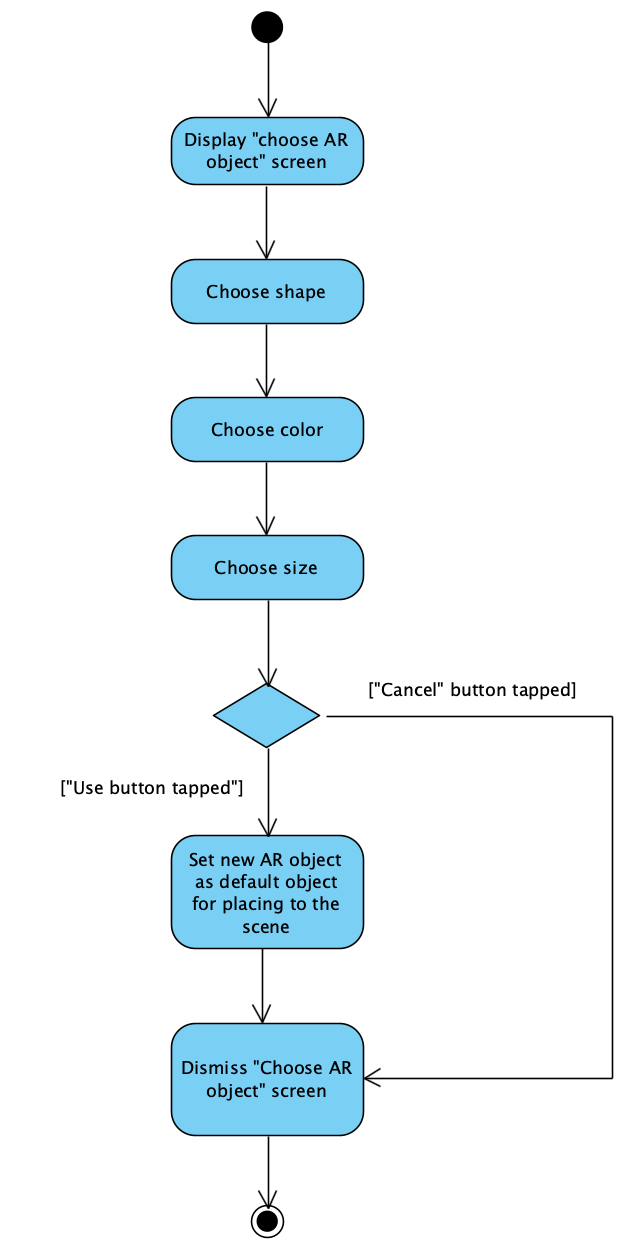 Display "choose AR
object" screen
Choose shape
Choose color
Choose size
["Cancel" button tapped]
["Use button tapped"]
Set new AR object
as default object
for placing to the
scene
Dismiss "Choose AR
object" screen